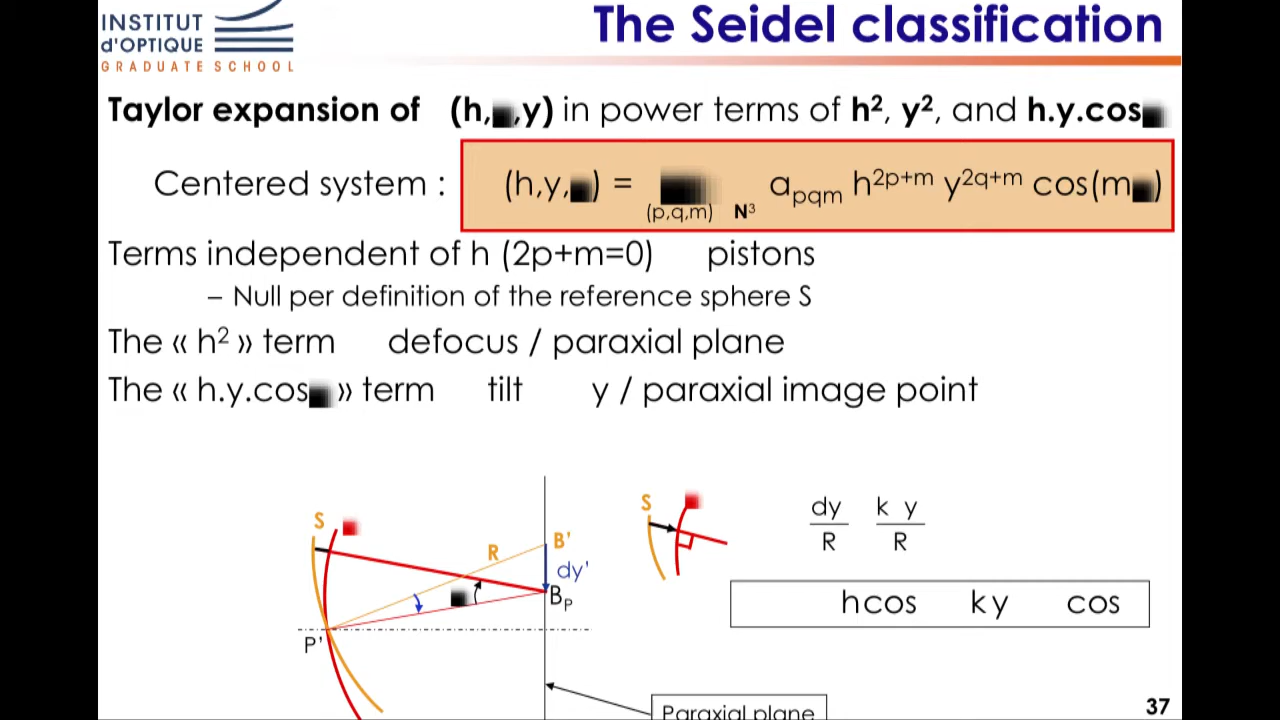 INSTITUT
d'OPTIQUE
GRADUATE SCHOOL
The Seidel classification
Taylor expansion of (h, ,y) in power terms of h², y², and h.y.cos
Centered system : (h,y, ) = a_pqm h^2p+m y^2q+m cos(m )
(p,q,m) N³
Terms independent of h (2p+m=0) pistons
– Null per definition of the reference sphere S
The « h² » term defocus / paraxial plane
The « h.y.cos » term tilt y / paraxial image point
S
R
B'
dy'
B_P
P'
S
dy k y
R R
hcos ky cos
Paraxial plane
37